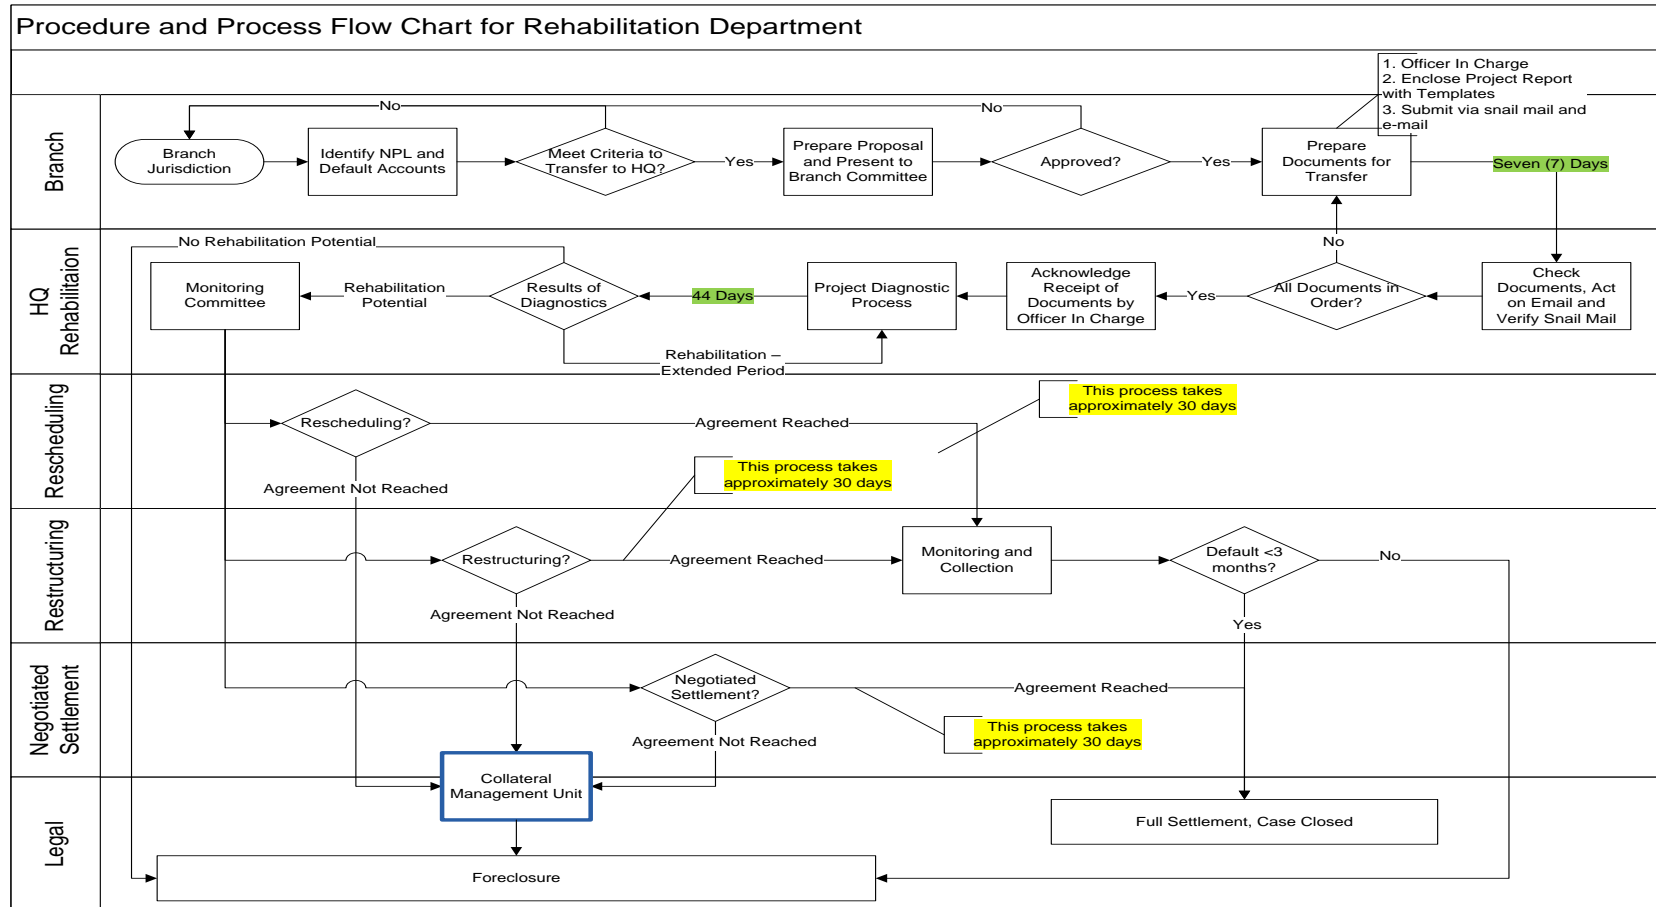 Procedure and Process Flow Chart for Rehabilitation Department
1. Officer In Charge
2. Enclose Project Report
with Templates
3. Submit via snail mail and
e-mail
Branch
No
No
Branch
Jurisdiction
Identify NPL and
Default Accounts
Meet Criteria to
Transfer to HQ?
Yes
Prepare Proposal
and Present to
Branch Committee
Approved?
Yes
Prepare
Documents for
Transfer
Seven (7) Days
HQ
Rehabilitaion
No Rehabilitation Potential
No
Monitoring
Committee
Rehabilitation
Potential
Results of
Diagnostics
44 Days
Project Diagnostic
Process
Acknowledge
Receipt of
Documents by
Officer In Charge
Yes
All Documents in
Order?
Check
Documents, Act
on Email and
Verify Snail Mail
Rehabilitation –
Extended Period
Rescheduling
This process takes
approximately 30 days
Rescheduling?
Agreement Reached
This process takes
approximately 30 days
Agreement Not Reached
Restructuring
Restructuring?
Agreement Reached
Monitoring and
Collection
Default <3
months?
No
Agreement Not Reached
Yes
Negotiated
Settlement
Negotiated
Settlement?
Agreement Reached
This process takes
approximately 30 days
Agreement Not Reached
Legal
Collateral
Management Unit
Full Settlement, Case Closed
Foreclosure